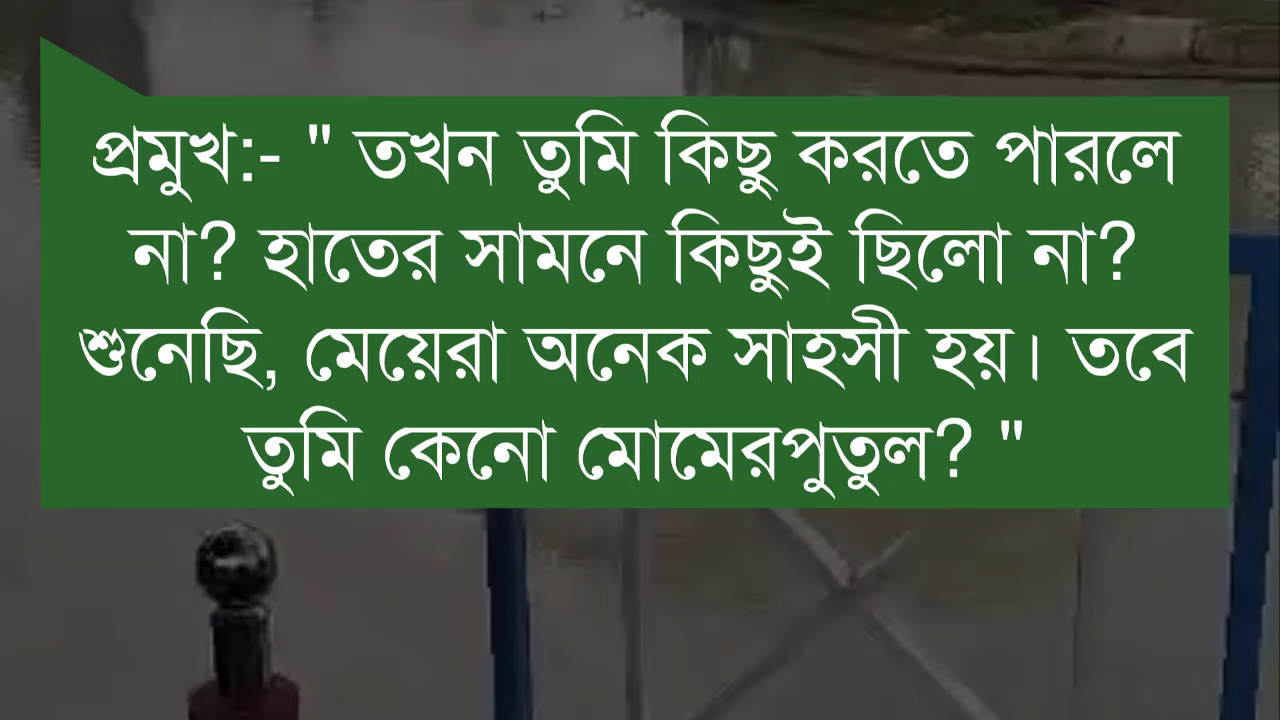 প্রমুখ:- " তখন তুমি কিছু করতে পারলে
না? হাতের সামনে কিছুই ছিলো না?
শুনেছি, মেয়েরা অনেক সাহসী হয়। তবে
তুমি কেনো মোমেরপুতুল? "